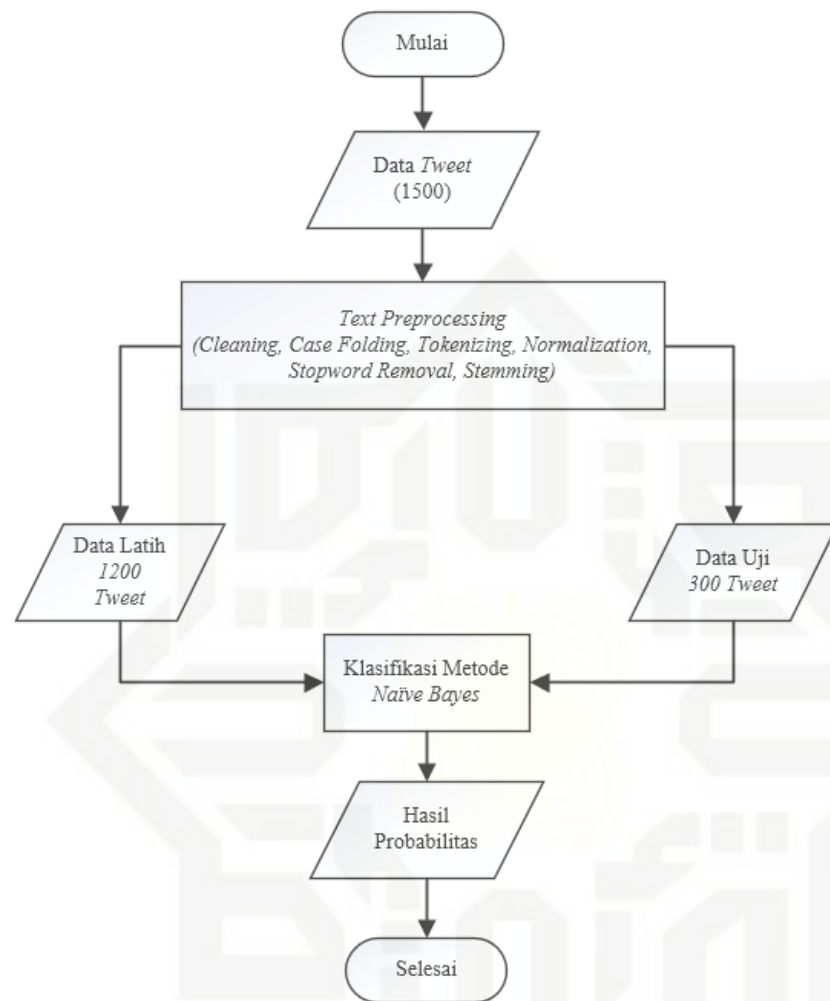 Mulai
Data Tweet
(1500)
Text Preprocessing
(Cleaning, Case Folding, Tokenizing, Normalization,
Stopword Removal, Stemming)
Data Latih
1200
Tweet
Data Uji
300 Tweet
Klasifikasi Metode
Naïve Bayes
Hasil
Probabilitas
Selesai